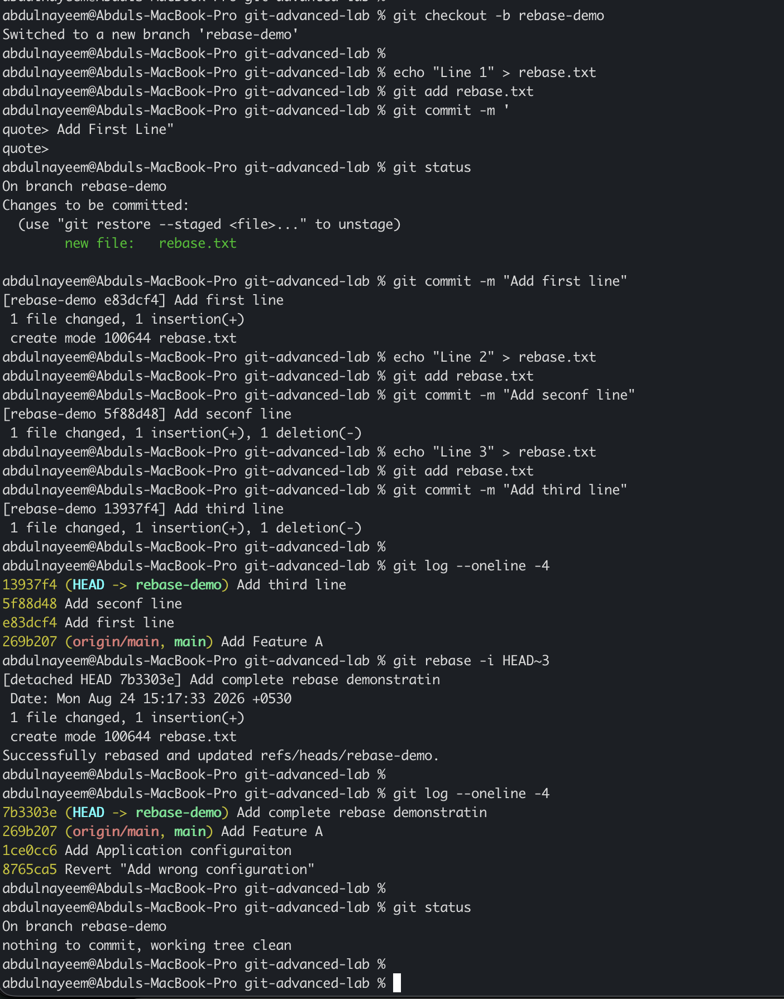 abdulnayeem@Abduls-MacBook-Pro git-advanced-lab %
abdulnayeem@Abduls-MacBook-Pro git-advanced-lab % git checkout -b rebase-demo
Switched to a new branch 'rebase-demo'
abdulnayeem@Abduls-MacBook-Pro git-advanced-lab %
abdulnayeem@Abduls-MacBook-Pro git-advanced-lab % echo "Line 1" > rebase.txt
abdulnayeem@Abduls-MacBook-Pro git-advanced-lab % git add rebase.txt
abdulnayeem@Abduls-MacBook-Pro git-advanced-lab % git commit -m '
quote> Add First Line"
quote>
abdulnayeem@Abduls-MacBook-Pro git-advanced-lab % git status
On branch rebase-demo
Changes to be committed:
  (use "git restore --staged <file>..." to unstage)
        new file:   rebase.txt

abdulnayeem@Abduls-MacBook-Pro git-advanced-lab % git commit -m "Add first line"
[rebase-demo e83dcf4] Add first line
 1 file changed, 1 insertion(+)
 create mode 100644 rebase.txt
abdulnayeem@Abduls-MacBook-Pro git-advanced-lab % echo "Line 2" > rebase.txt
abdulnayeem@Abduls-MacBook-Pro git-advanced-lab % git add rebase.txt
abdulnayeem@Abduls-MacBook-Pro git-advanced-lab % git commit -m "Add seconf line"
[rebase-demo 5f88d48] Add seconf line
 1 file changed, 1 insertion(+), 1 deletion(-)
abdulnayeem@Abduls-MacBook-Pro git-advanced-lab % echo "Line 3" > rebase.txt
abdulnayeem@Abduls-MacBook-Pro git-advanced-lab % git add rebase.txt
abdulnayeem@Abduls-MacBook-Pro git-advanced-lab % git commit -m "Add third line"
[rebase-demo 13937f4] Add third line
 1 file changed, 1 insertion(+), 1 deletion(-)
abdulnayeem@Abduls-MacBook-Pro git-advanced-lab %
abdulnayeem@Abduls-MacBook-Pro git-advanced-lab % git log --oneline -4
13937f4 (HEAD -> rebase-demo) Add third line
5f88d48 Add seconf line
e83dcf4 Add first line
269b207 (origin/main, main) Add Feature A
abdulnayeem@Abduls-MacBook-Pro git-advanced-lab % git rebase -i HEAD~3
[detached HEAD 7b3303e] Add complete rebase demonstratin
 Date: Mon Aug 24 15:17:33 2026 +0530
 1 file changed, 1 insertion(+)
 create mode 100644 rebase.txt
Successfully rebased and updated refs/heads/rebase-demo.
abdulnayeem@Abduls-MacBook-Pro git-advanced-lab %
abdulnayeem@Abduls-MacBook-Pro git-advanced-lab % git log --oneline -4
7b3303e (HEAD -> rebase-demo) Add complete rebase demonstratin
269b207 (origin/main, main) Add Feature A
1ce0cc6 Add Application configuraiton
8765ca5 Revert "Add wrong configuration"
abdulnayeem@Abduls-MacBook-Pro git-advanced-lab %
abdulnayeem@Abduls-MacBook-Pro git-advanced-lab % git status
On branch rebase-demo
nothing to commit, working tree clean
abdulnayeem@Abduls-MacBook-Pro git-advanced-lab %
abdulnayeem@Abduls-MacBook-Pro git-advanced-lab %